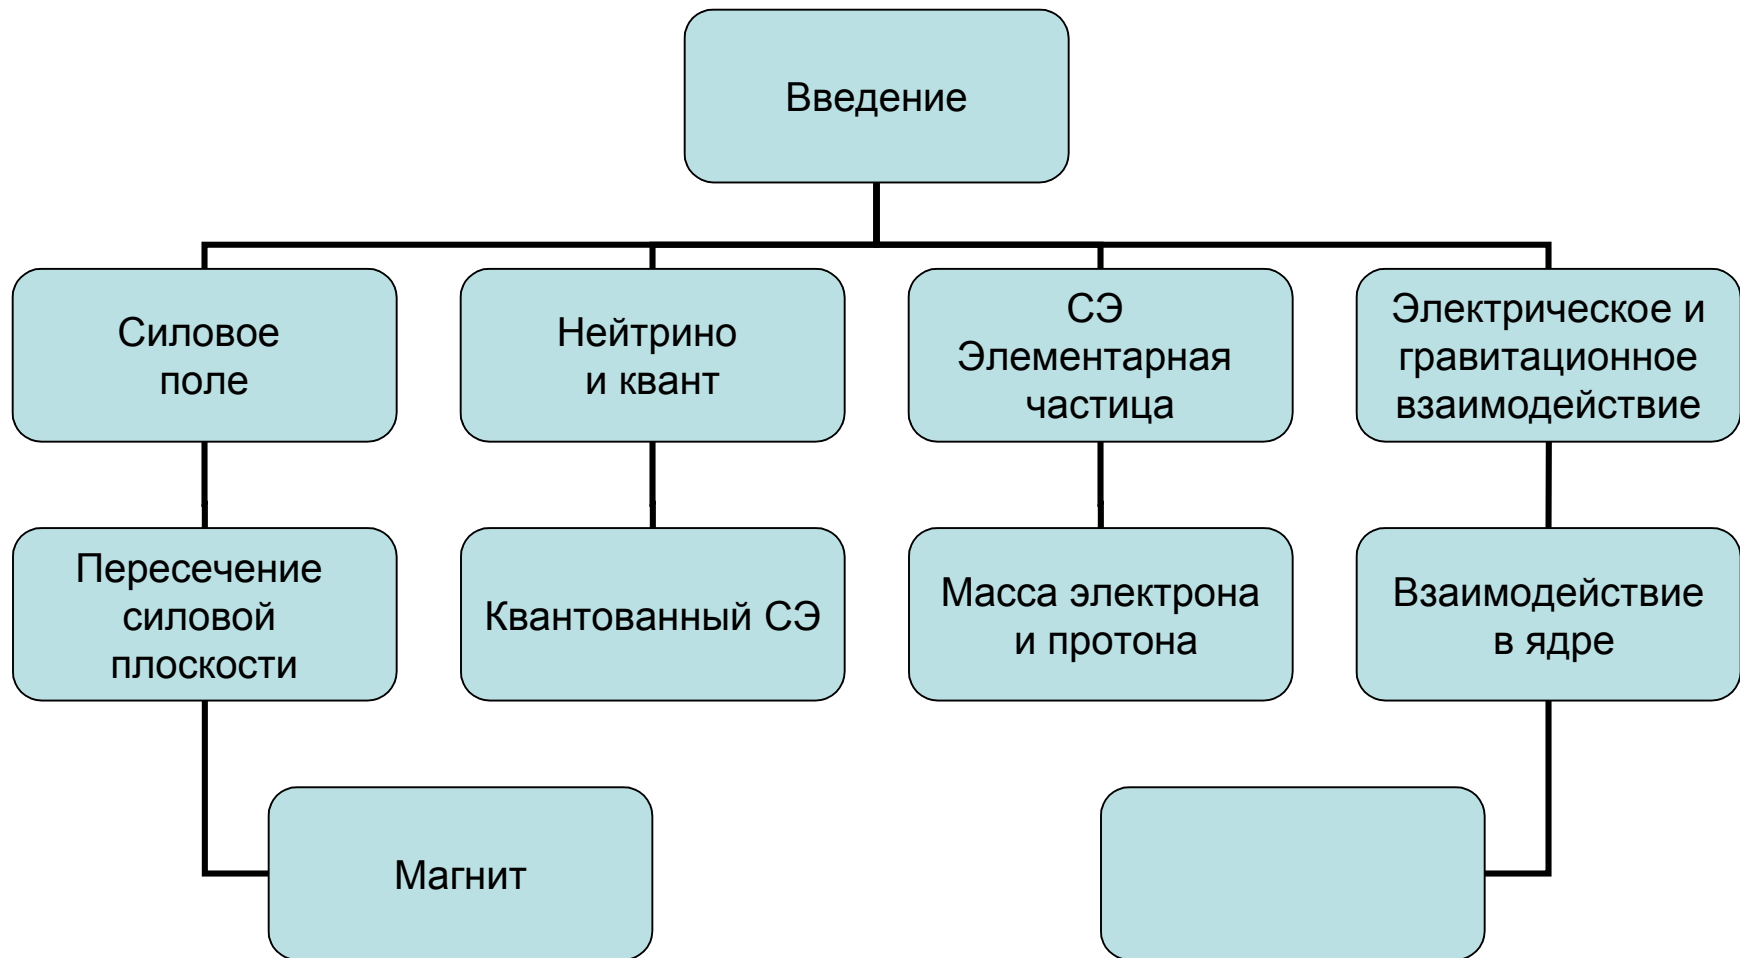 Введение
Силовое
поле
Нейтрино
и квант
СЭ
Элементарная
частица
Электрическое и
гравитационное
взаимодействие
Пересечение
силовой
плоскости
Квантованный СЭ
Масса электрона
и протона
Взаимодействие
в ядре
Магнит